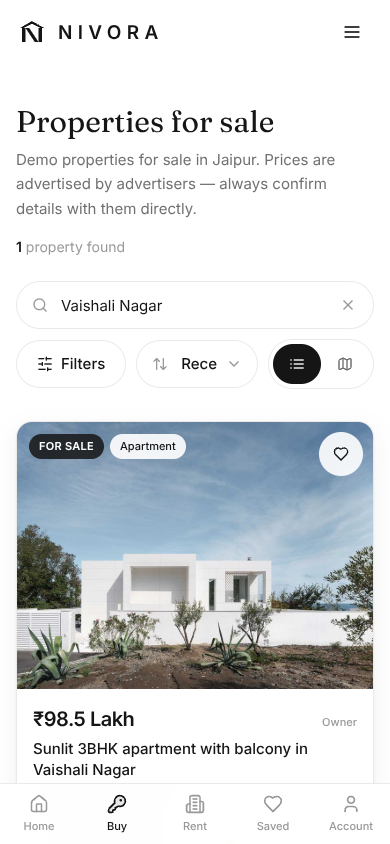 NIVORA
Properties for sale
Demo properties for sale in Jaipur. Prices are
advertised by advertisers — always confirm
details with them directly.
1 property found
Vaishali Nagar
Filters
Rece
FOR SALE
Apartment
₹98.5 Lakh
Owner
Sunlit 3BHK apartment with balcony in
Vaishali Nagar
Home
Buy
Rent
Saved
Account